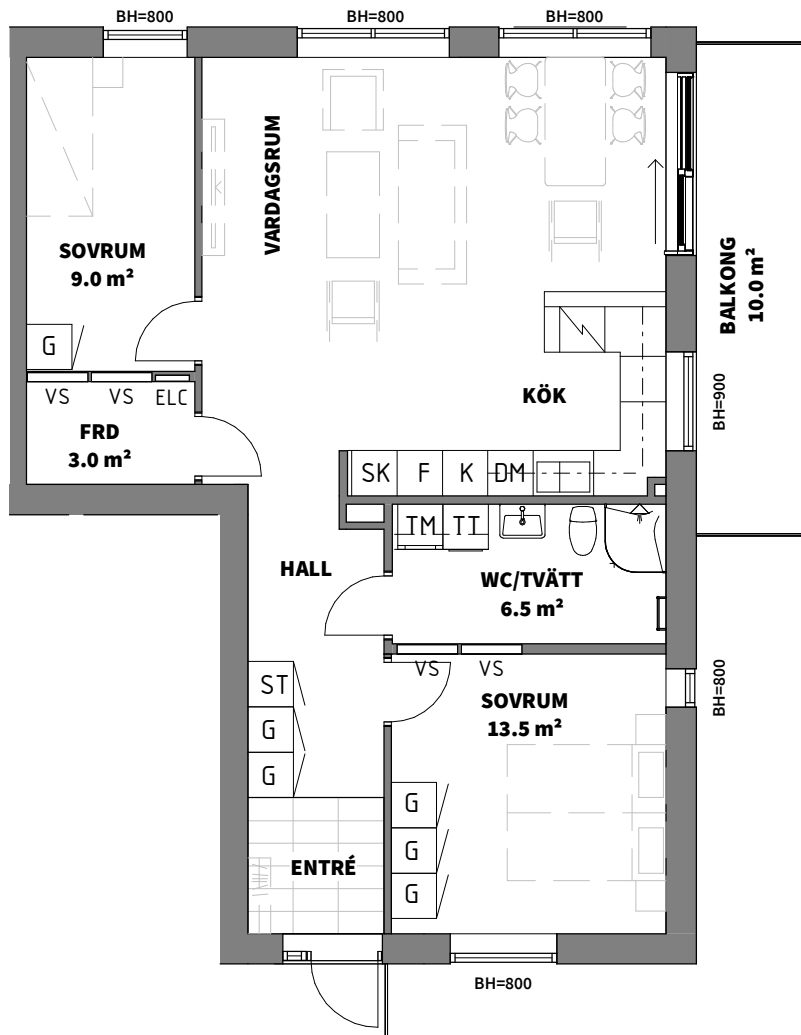 BH=800
BH=800
BH=800
VARDAGSRUM
SOVRUM
9.0 m²
BALKONG
10.0 m²
G
BH=900
VS
VS
ELC
KÖK
FRD
3.0 m²
SK
F
K
DM
TM
TT
HALL
WC/TVÄTT
6.5 m²
VS
VS
ST
SOVRUM
13.5 m²
BH=800
G
G
G
G
G
ENTRÉ
BH=800